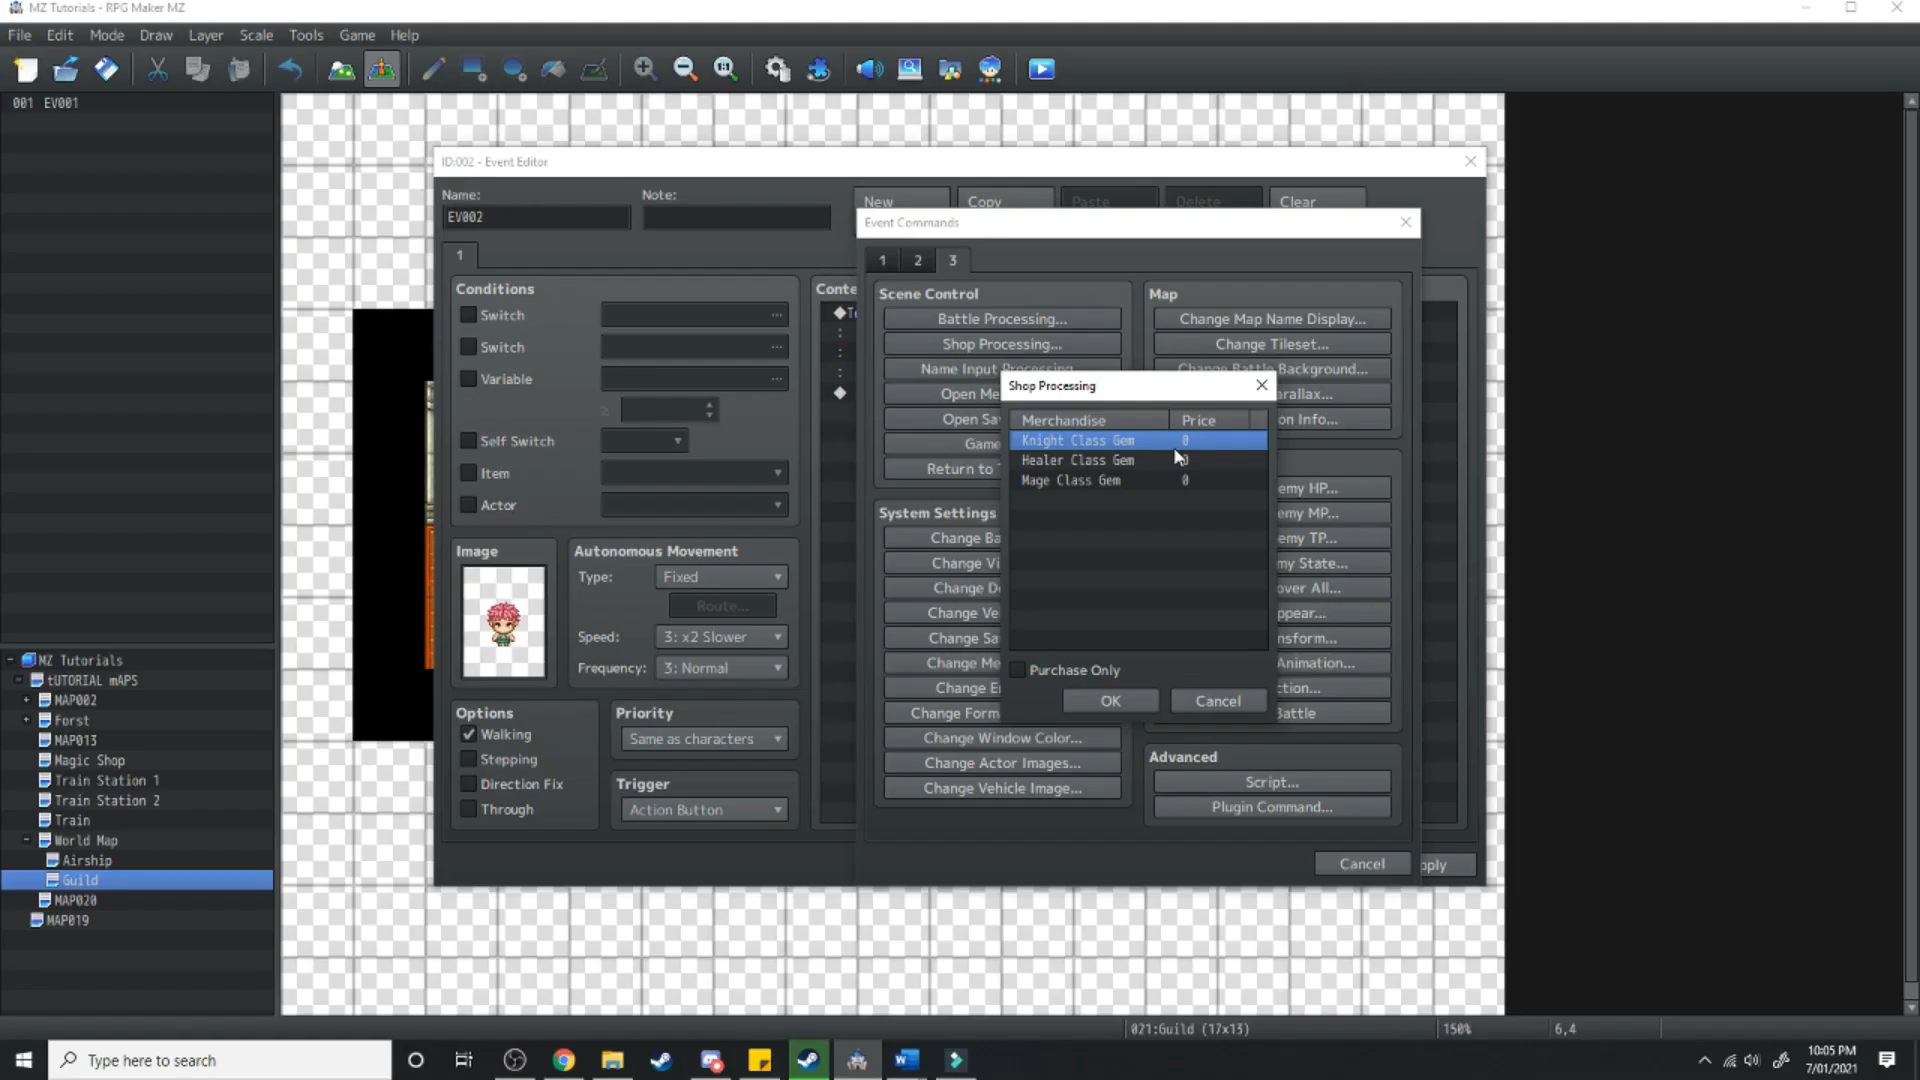 MZ Tutorials - RPG Maker MZ
File Edit Mode Draw Layer Scale Tools Game Help
001 EV001
ID:002 - Event Editor
Name:
Note:
EV002
New Copy Paste Delete Clear
1
Conditions
Switch
Switch
Variable
≥
Self Switch
Item
Actor
Image
Autonomous Movement
Type: Fixed
Route...
Speed: 3: x2 Slower
Frequency: 3: Normal
Options
Walking
Stepping
Direction Fix
Through
Priority
Same as characters
Trigger
Action Button
Conte
Event Commands
1 2 3
Scene Control
Battle Processing...
Shop Processing...
Name Input Processing...
Open Me
Open Sa
Game
Return to T
System Settings
Change Ba
Change Vi
Change De
Change Ve
Change Sa
Change Me
Change E
Change Form
Change Window Color...
Change Actor Images...
Change Vehicle Image...
Map
Change Map Name Display...
Change Tileset...
Change Battle Background...
arallax...
on Info...
emy HP...
emy MP...
emy TP...
my State...
over All...
ppear...
nsform...
Animation...
ction...
Battle
Advanced
Script...
Plugin Command...
Cancel
pply
Shop Processing
Merchandise Price
Knight Class Gem 0
Healer Class Gem 0
Mage Class Gem 0
Purchase Only
OK Cancel
MZ Tutorials
tUTORIAL mAPS
MAP002
Forst
MAP013
Magic Shop
Train Station 1
Train Station 2
Train
World Map
Airship
Guild
MAP020
MAP019
021:Guild (17x13) 150% 6,4
Type here to search
10:05 PM
7/01/2021